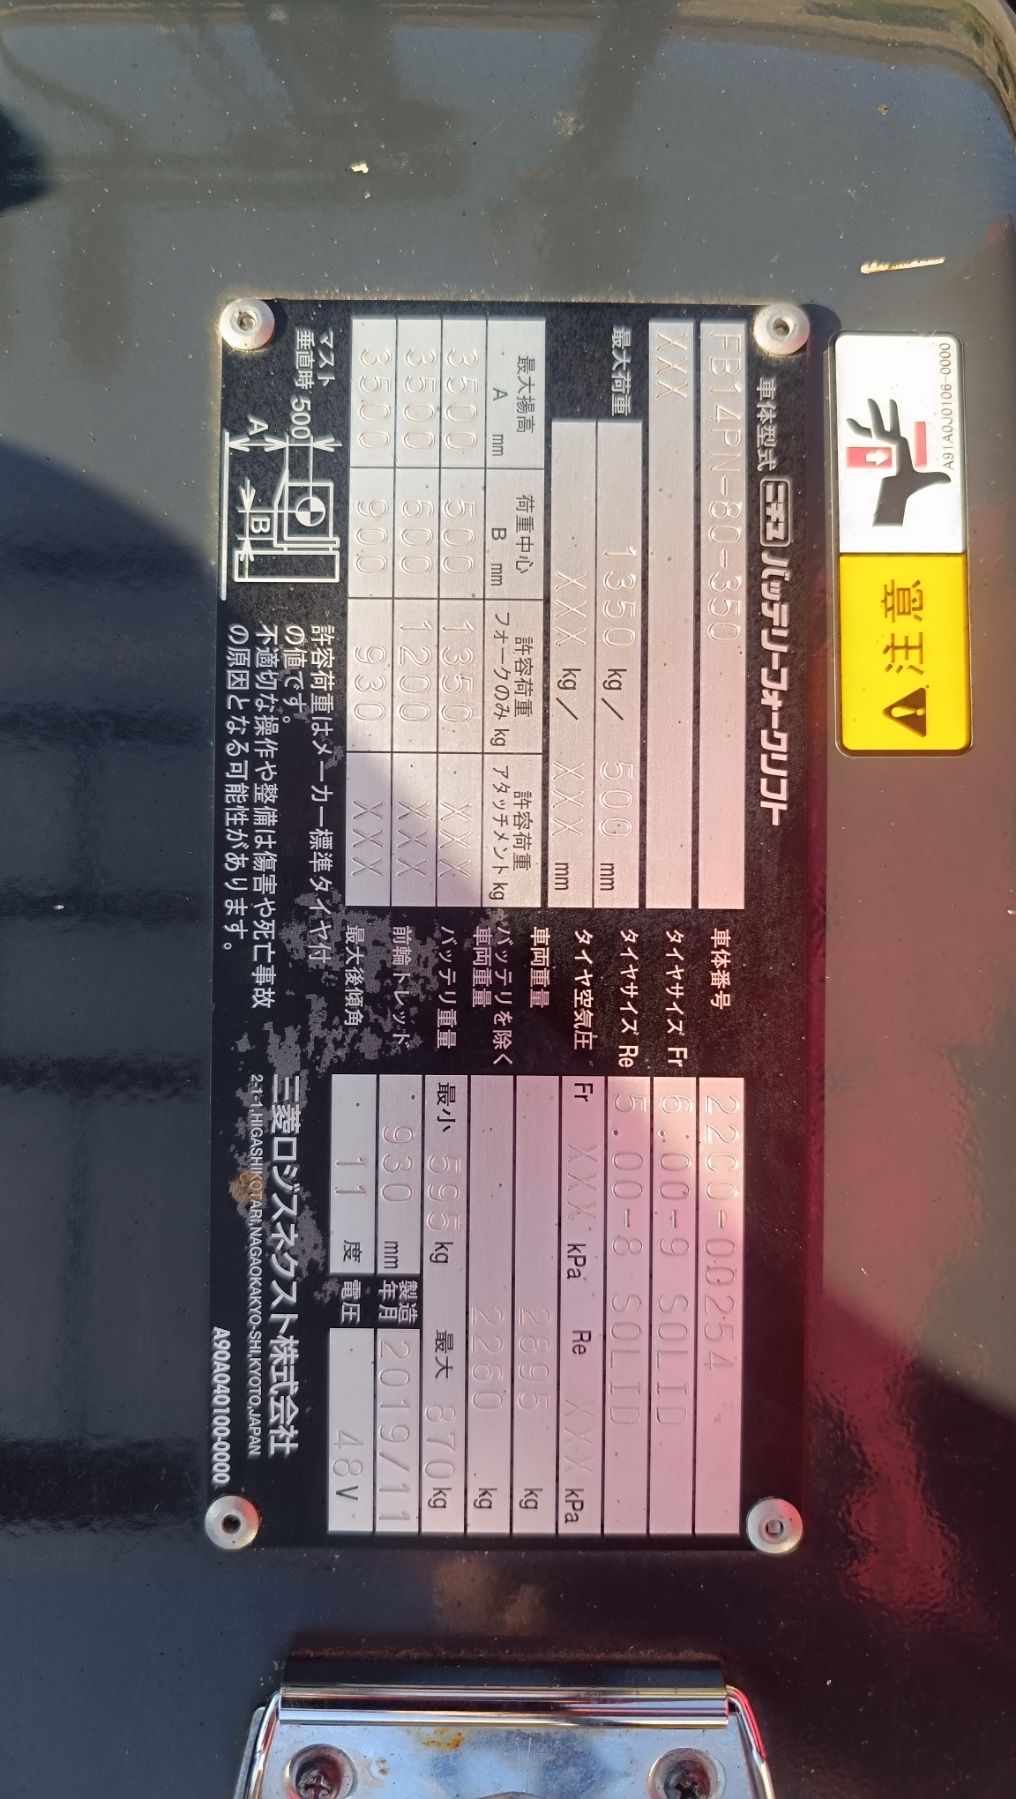 車体型式 ニチユ バッテリーフォークリフト
FB14PN-80-350
XXX
最大荷重
1350 kg/ 500 mm
XXX kg/ XXX mm
最大揚高 A mm 荷重中心 B mm 許容荷重 フォークのみ kg 許容荷重 アタッチメント kg
3500 500 1350 XXX
3500 600 1200 XXX
3500 900 930 XXX
マスト
垂直時 500
A
B
許容荷重はメーカー標準タイヤ付
の値です。
不適切な操作や整備は傷害や死亡事故
の原因となる可能性があります。
車体番号 22C0-00254
タイヤサイズ Fr 6.00-9 SOLID
タイヤサイズ Re 5.00-8 SOLID
タイヤ空気圧 Fr XXX kPa Re XXX kPa
車両重量 2895 kg
バッテリを除く
車両重量 2260 kg
バッテリ重量 最小 595 kg 最大 870 kg
前輪トレッド 930 mm 製造年月 2019/11
最大後傾角 11 度 電圧 48 V
三菱ロジスネクスト株式会社
2-1-1,HIGASHIKOTARI,NAGAOKAKYO-SHI,KYOTO,JAPAN
A90A040100-0000
A91A0J0106-0000
注意